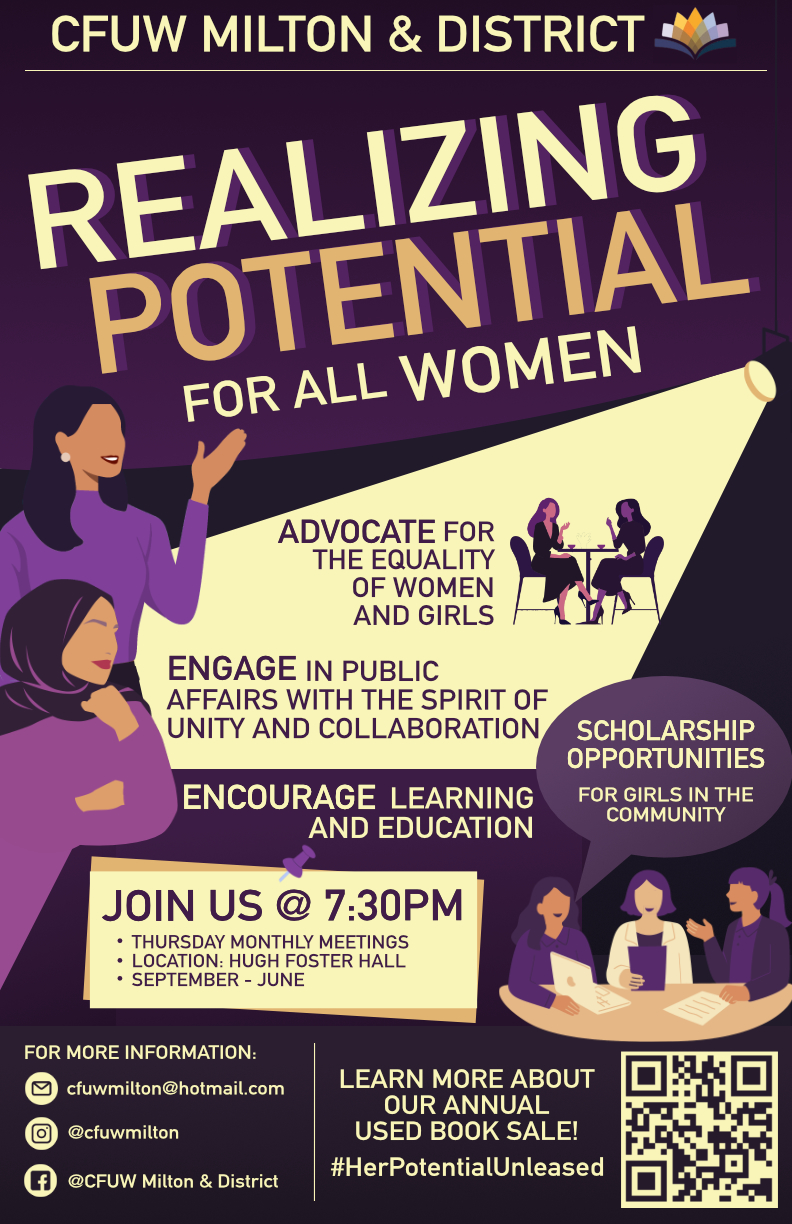 CFUW MILTON & DISTRICT
REALIZING
POTENTIAL
FOR ALL WOMEN
ADVOCATE FOR
THE EQUALITY
OF WOMEN
AND GIRLS
ENGAGE IN PUBLIC
AFFAIRS WITH THE SPIRIT OF
UNITY AND COLLABORATION
SCHOLARSHIP
OPPORTUNITIES
FOR GIRLS IN THE
COMMUNITY
ENCOURAGE LEARNING
AND EDUCATION
JOIN US @ 7:30PM
• THURSDAY MONTHLY MEETINGS
• LOCATION: HUGH FOSTER HALL
• SEPTEMBER - JUNE
FOR MORE INFORMATION:
cfuwmilton@hotmail.com
@cfuwmilton
@CFUW Milton & District
LEARN MORE ABOUT
OUR ANNUAL
USED BOOK SALE!
#HerPotentialUnleased